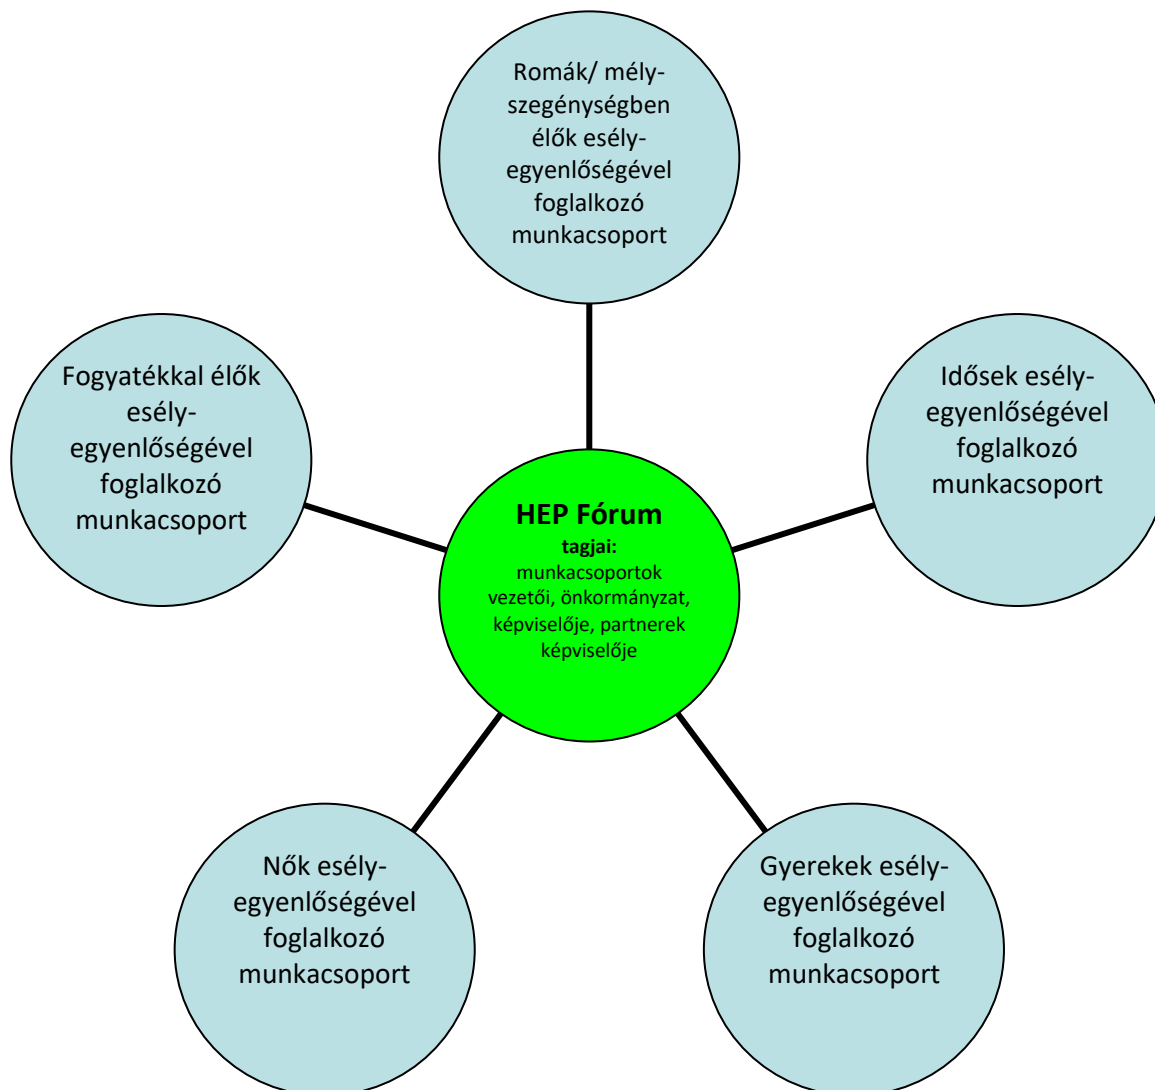 Romák/ mély-
szegénységben
élők esély-
egyenlőségével
foglalkozó
munkacsoport
Fogyatékkal élők
esély-
egyenlőségével
foglalkozó
munkacsoport
Idősek esély-
egyenlőségével
foglalkozó
munkacsoport
HEP Fórum
tagjai:
munkacsoportok
vezetői, önkormányzat,
képviselője, partnerek
képviselője
Nők esély-
egyenlőségével
foglalkozó
munkacsoport
Gyerekek esély-
egyenlőségével
foglalkozó
munkacsoport